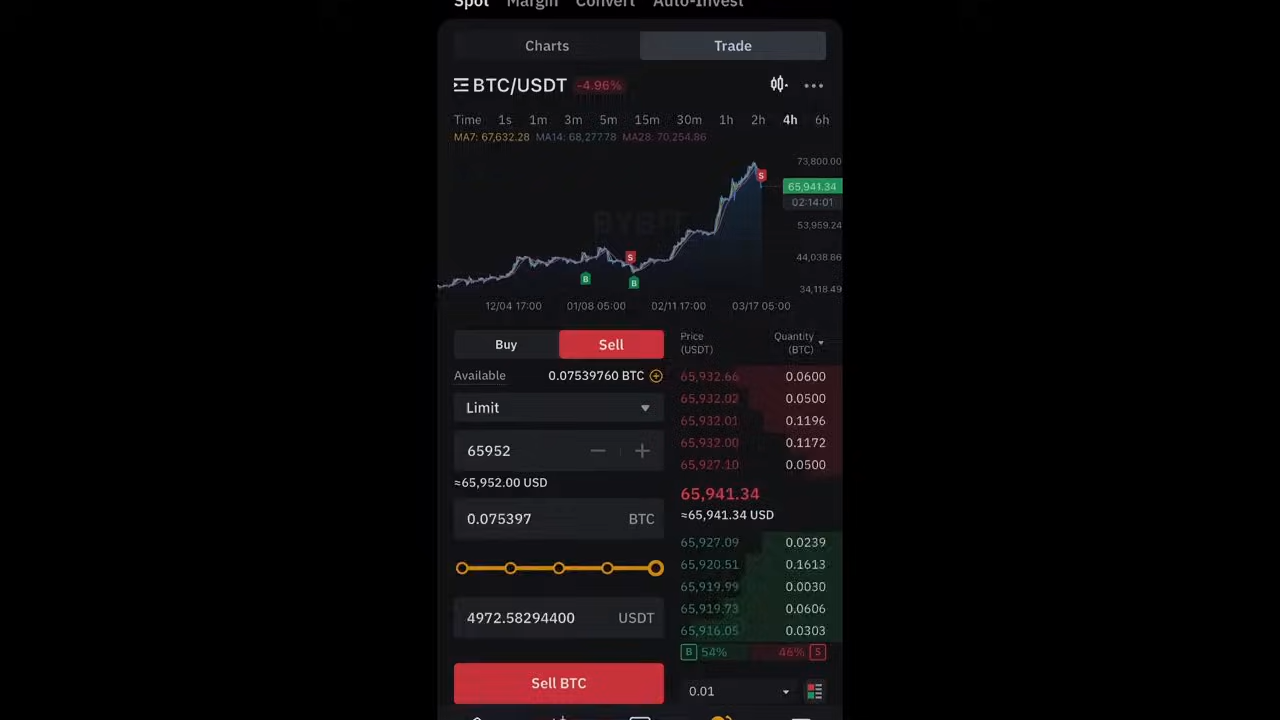 Spot Margin Convert Auto-Invest
Charts Trade
BTC/USDT -4.96%
Time 1s 1m 3m 5m 15m 30m 1h 2h 4h 6h
MA7: 67,632.28 MA14: 68,277.78 MA28: 70,254.86
73,800.00
S
65,941.34
02:14:01
BYBIT
53,959.24
S
44,038.86
B
B
34,118.49
12/04 17:00 01/08 05:00 02/11 17:00 03/17 05:00
Buy Sell
Available 0.07539760 BTC
Limit
65952
≈65,952.00 USD
0.075397 BTC
4972.58294400 USDT
Sell BTC
Price Quantity
(USDT) (BTC)
65,932.66 0.0600
65,932.02 0.0500
65,932.01 0.1196
65,932.00 0.1172
65,927.10 0.0500
65,941.34
≈65,941.34 USD
65,927.09 0.0239
65,920.51 0.1613
65,919.99 0.0030
65,919.73 0.0606
65,916.05 0.0303
B 54% 46% S
0.01